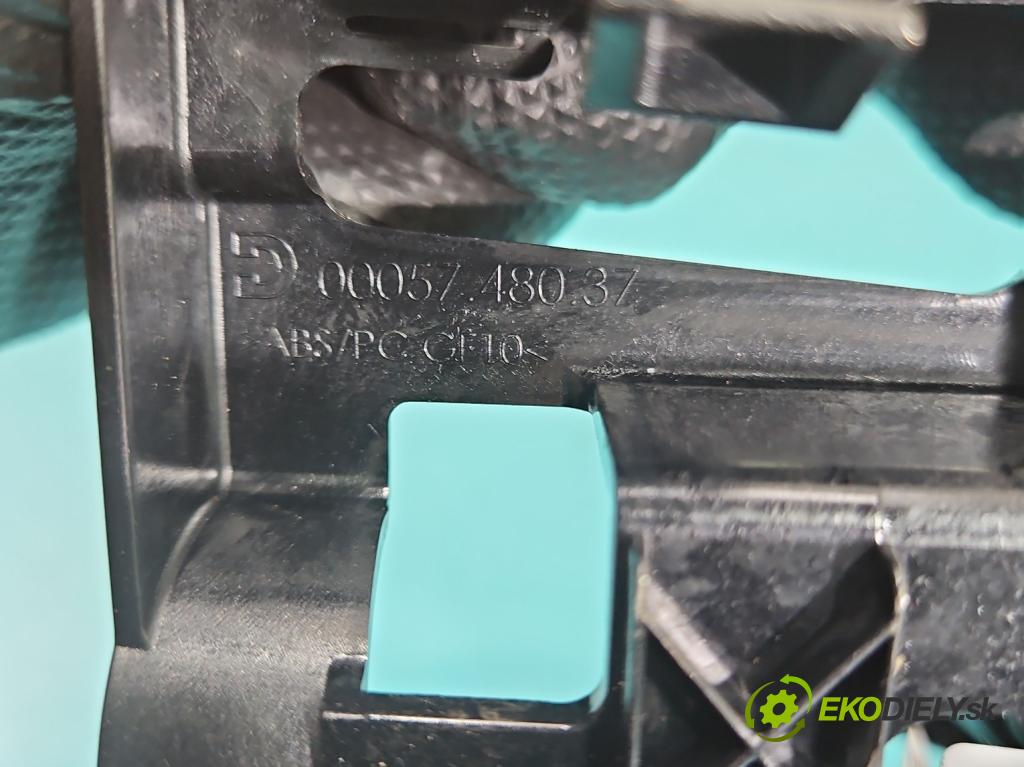 00057.480.37
ABS/PC GF10<
EKODIELY.sk